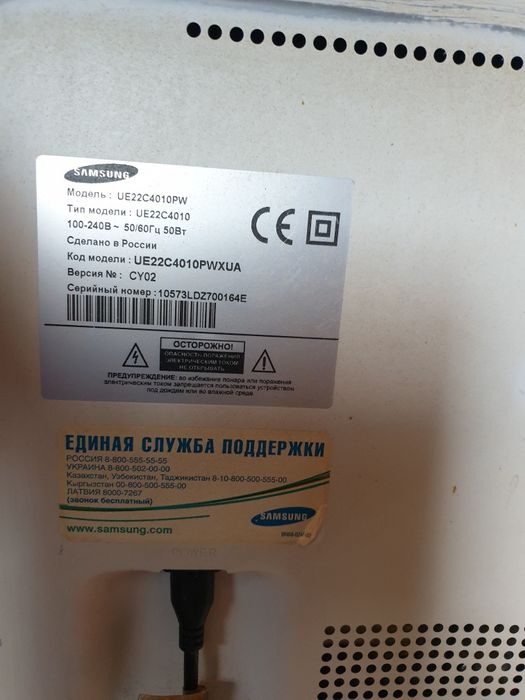 SAMSUNG
Модель : UE22C4010PW
Тип модели : UE22C4010
100-240В ~ 50/60Гц 50Вт
Сделано в России
Код модели : UE22C4010PWXUA
Версия № : CY02
Серийный номер : 10573LDZ700164E
CE
ОСТОРОЖНО!
ОПАСНОСТЬ ПОРАЖЕНИЯ
ЭЛЕКТРИЧЕСКИМ ТОКОМ
НЕ ОТКРЫВАТЬ
ПРЕДУПРЕЖДЕНИЕ: во избежание пожара или поражения
электрическим током запрещается пользоваться устройством
под дождем или во влажной среде
ЕДИНАЯ СЛУЖБА ПОДДЕРЖКИ
РОССИЯ 8-800-555-55-55
УКРАИНА 8-800-502-00-00
Казахстан, Узбекистан, Таджикистан 8-10-800-500-555-00
Кыргызстан 00-800-500-555-00
ЛАТВИЯ 8000-7267
(звонок бесплатный)
www.samsung.com
SAMSUNG
POWER